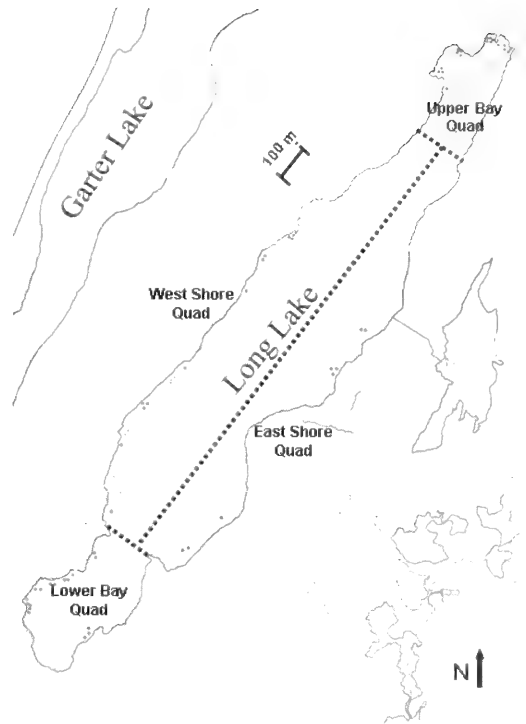 Garter Lake
Upper Bay
Quad
100 m
West Shore
Quad
Long Lake
East Shore
Quad
Lower Bay
Quad
N